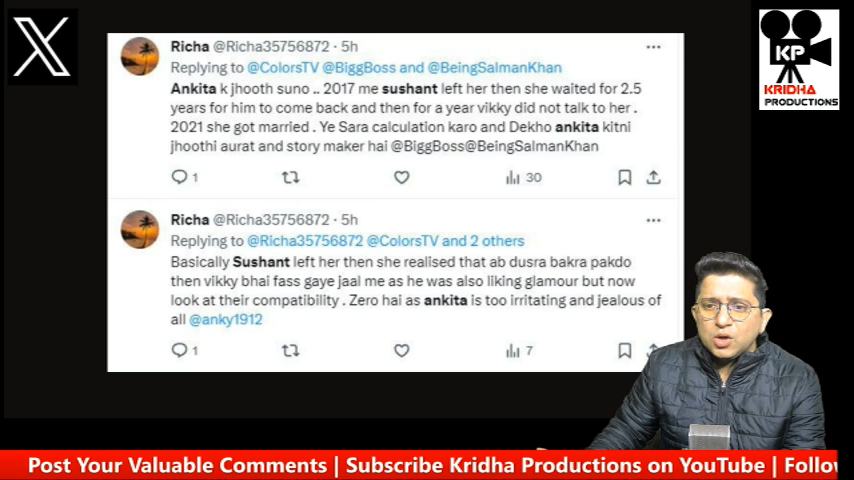 KP
KRIDHA
PRODUCTIONS
Richa @Richa35756872 · 5h
Replying to @ColorsTV @BiggBoss and @BeingSalmanKhan
Ankita k jhooth suno .. 2017 me sushant left her then she waited for 2.5
years for him to come back and then for a year vikky did not talk to her .
2021 she got married . Ye Sara calculation karo and Dekho ankita kitni
jhoothi aurat and story maker hai @BiggBoss@BeingSalmanKhan
1 30
Richa @Richa35756872 · 5h
Replying to @Richa35756872 @ColorsTV and 2 others
Basically Sushant left her then she realised that ab dusra bakra pakdo
then vikky bhai fass gaye jaal me as he was also liking glamour but now
look at their compatibility . Zero hai as ankita is too irritating and jealous of
all @anky1912
1 7
Post Your Valuable Comments | Subscribe Kridha Productions on YouTube | Follow